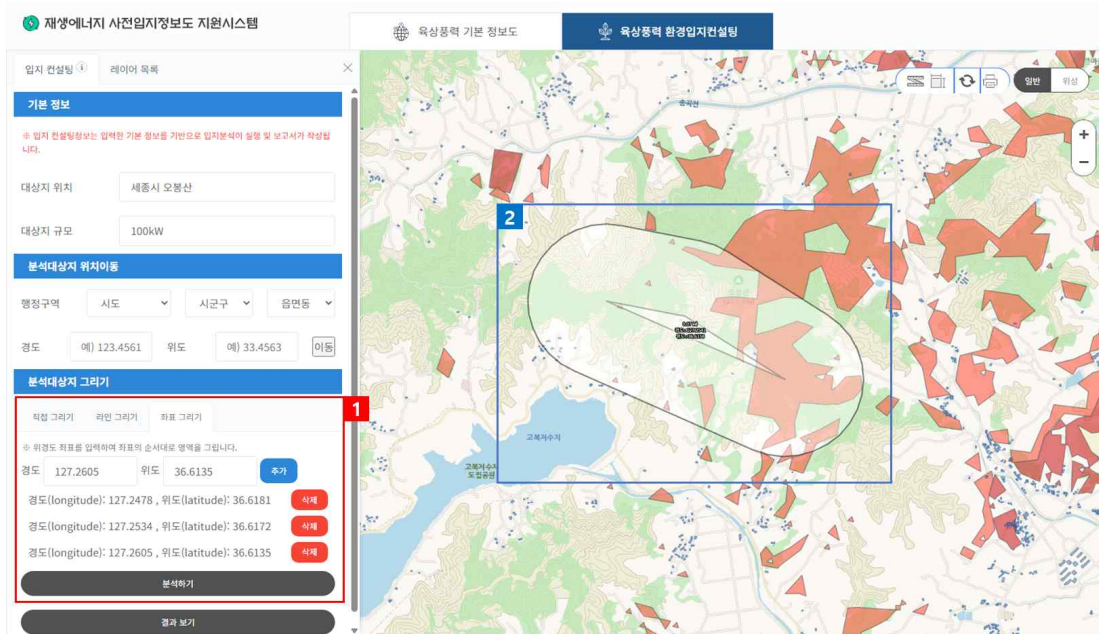 재생에너지 사전입지정보도 지원시스템
육상풍력 기본 정보도
육상풍력 환경입지컨설팅
입지 컨설팅 i
레이어 목록
×
기본 정보
※ 입지 컨설팅정보는 입력한 기본 정보를 기반으로 입지분석이 실행 및 보고서가 작성됩
니다.
대상지 위치 세종시 오봉산
대상지 규모 100kW
분석대상지 위치이동
행정구역 시도 시군구 읍면동
경도 예) 123.4561 위도 예) 33.4563 이동
분석대상지 그리기
직접 그리기 라인 그리기 좌표 그리기
※ 위경도 좌표를 입력하여 좌표의 순서대로 영역을 그립니다.
경도 127.2605 위도 36.6135 추가
경도(longitude): 127.2478 , 위도(latitude): 36.6181 삭제
경도(longitude): 127.2534 , 위도(latitude): 36.6172 삭제
경도(longitude): 127.2605 , 위도(latitude): 36.6135 삭제
분석하기
결과 보기
1
2
일반 위성
+
−
고복저수지
고복저수지
도립공원